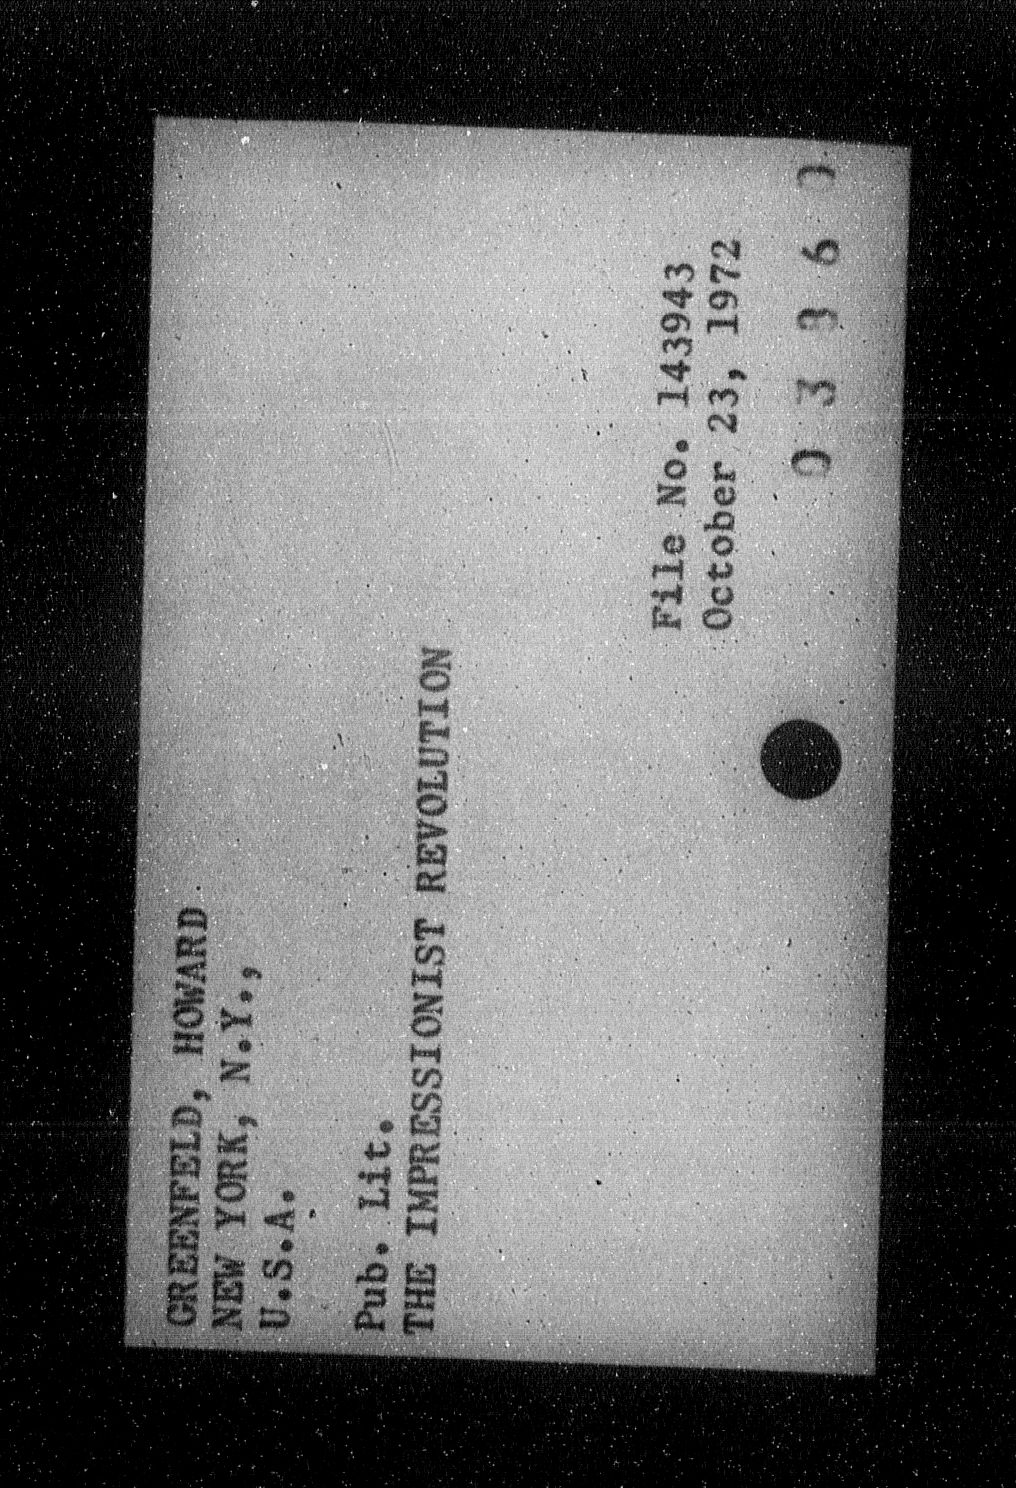 GREENFELD, HOWARD
NEW YORK, N.Y.,
U.S.A.
Pub. Lit.
THE IMPRESSIONIST REVOLUTION
File No. 143943
October 23, 1972